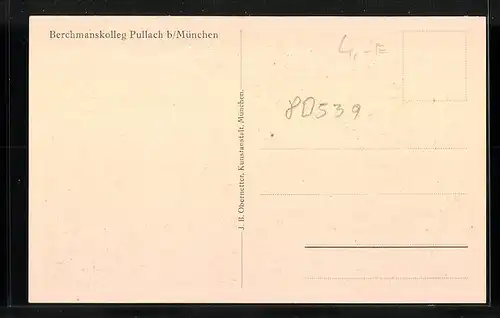 Berchmanskolleg Pullach b/München
4,-
8D539
J. B. Obernetter, Kunstanstalt, München.